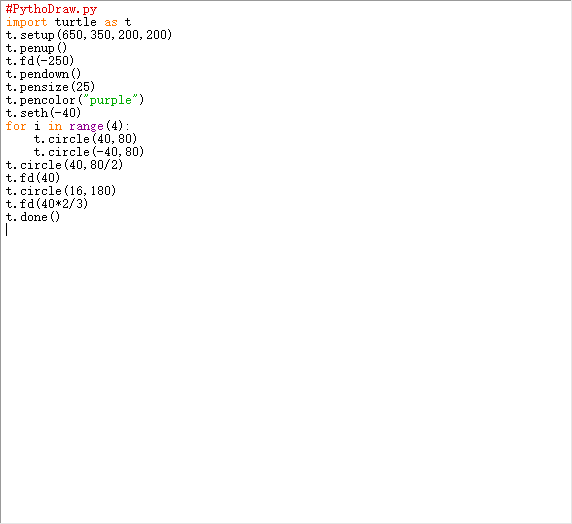 #PythoDraw.py
import turtle as t
t.setup(650,350,200,200)
t.penup()
t.fd(-250)
t.pendown()
t.pensize(25)
t.pencolor("purple")
t.seth(-40)
for i in range(4):
    t.circle(40,80)
    t.circle(-40,80)
t.circle(40,80/2)
t.fd(40)
t.circle(16,180)
t.fd(40*2/3)
t.done()